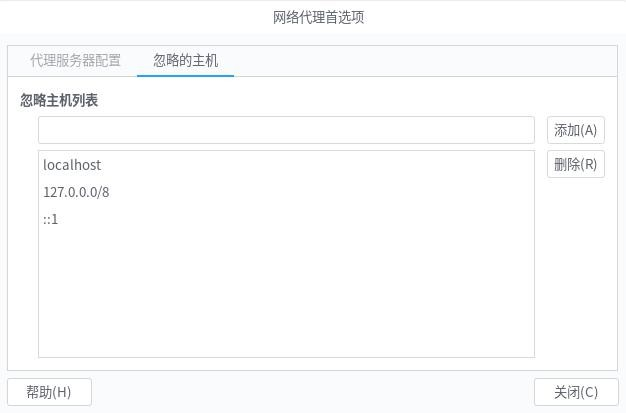 网络代理首选项
代理服务器配置 忽略的主机
忽略主机列表
添加(A)
localhost 删除(R)
127.0.0.0/8
::1
帮助(H) 关闭(C)